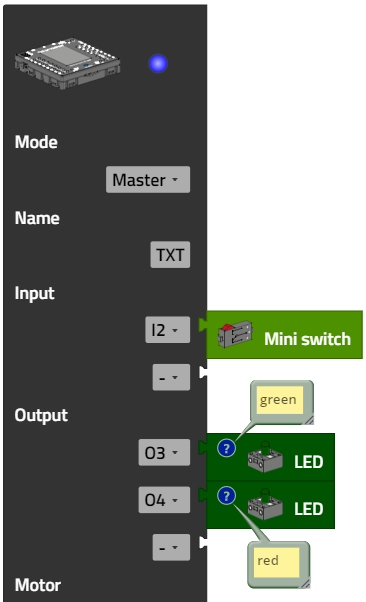 Mode
Master
Name
TXT
Input
I2
Mini switch
-
green
Output
O3
? LED
O4
? LED
-
red
Motor